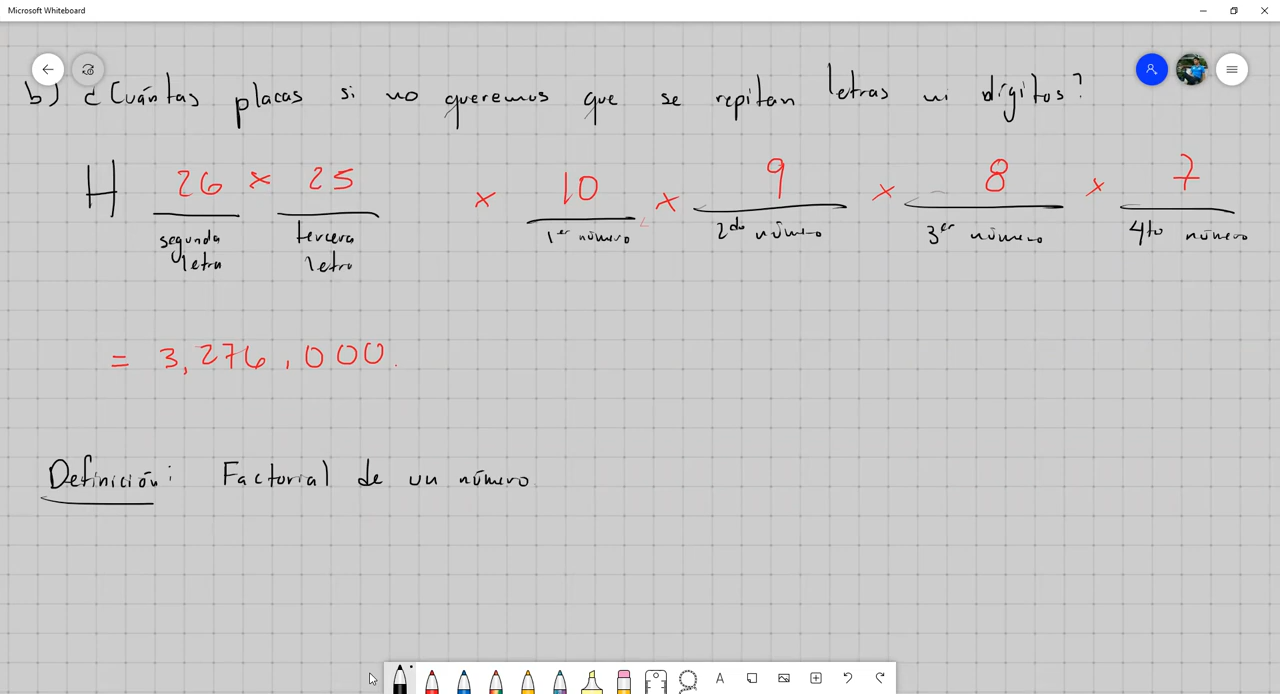 Microsoft Whiteboard
b) ¿Cuántas placas si no queremos que se repitan letras ni dígitos?
H 26 × 25 × 10 × 9 × 8 × 7
segunda letra tercera letra 1er número 2do número 3er número 4to número
= 3,276,000.
Definición: Factorial de un número
A